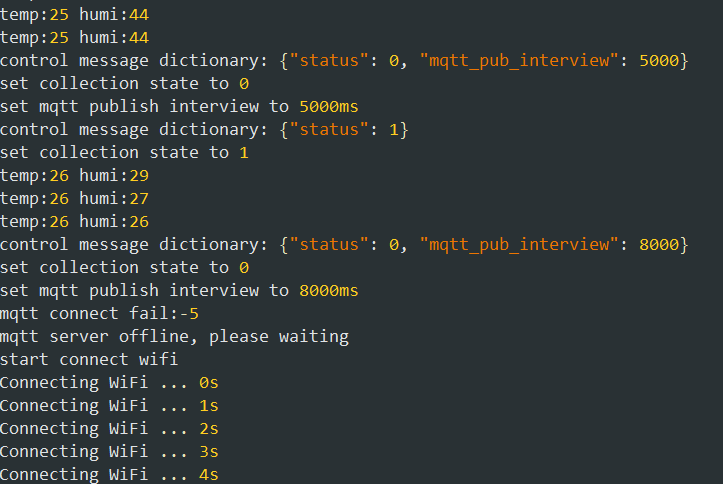 temp:25 humi:44
temp:25 humi:44
control message dictionary: {"status": 0, "mqtt_pub_interview": 5000}
set collection state to 0
set mqtt publish interview to 5000ms
control message dictionary: {"status": 1}
set collection state to 1
temp:26 humi:29
temp:26 humi:27
temp:26 humi:26
control message dictionary: {"status": 0, "mqtt_pub_interview": 8000}
set collection state to 0
set mqtt publish interview to 8000ms
mqtt connect fail:-5
mqtt server offline, please waiting
start connect wifi
Connecting WiFi ... 0s
Connecting WiFi ... 1s
Connecting WiFi ... 2s
Connecting WiFi ... 3s
Connecting WiFi ... 4s